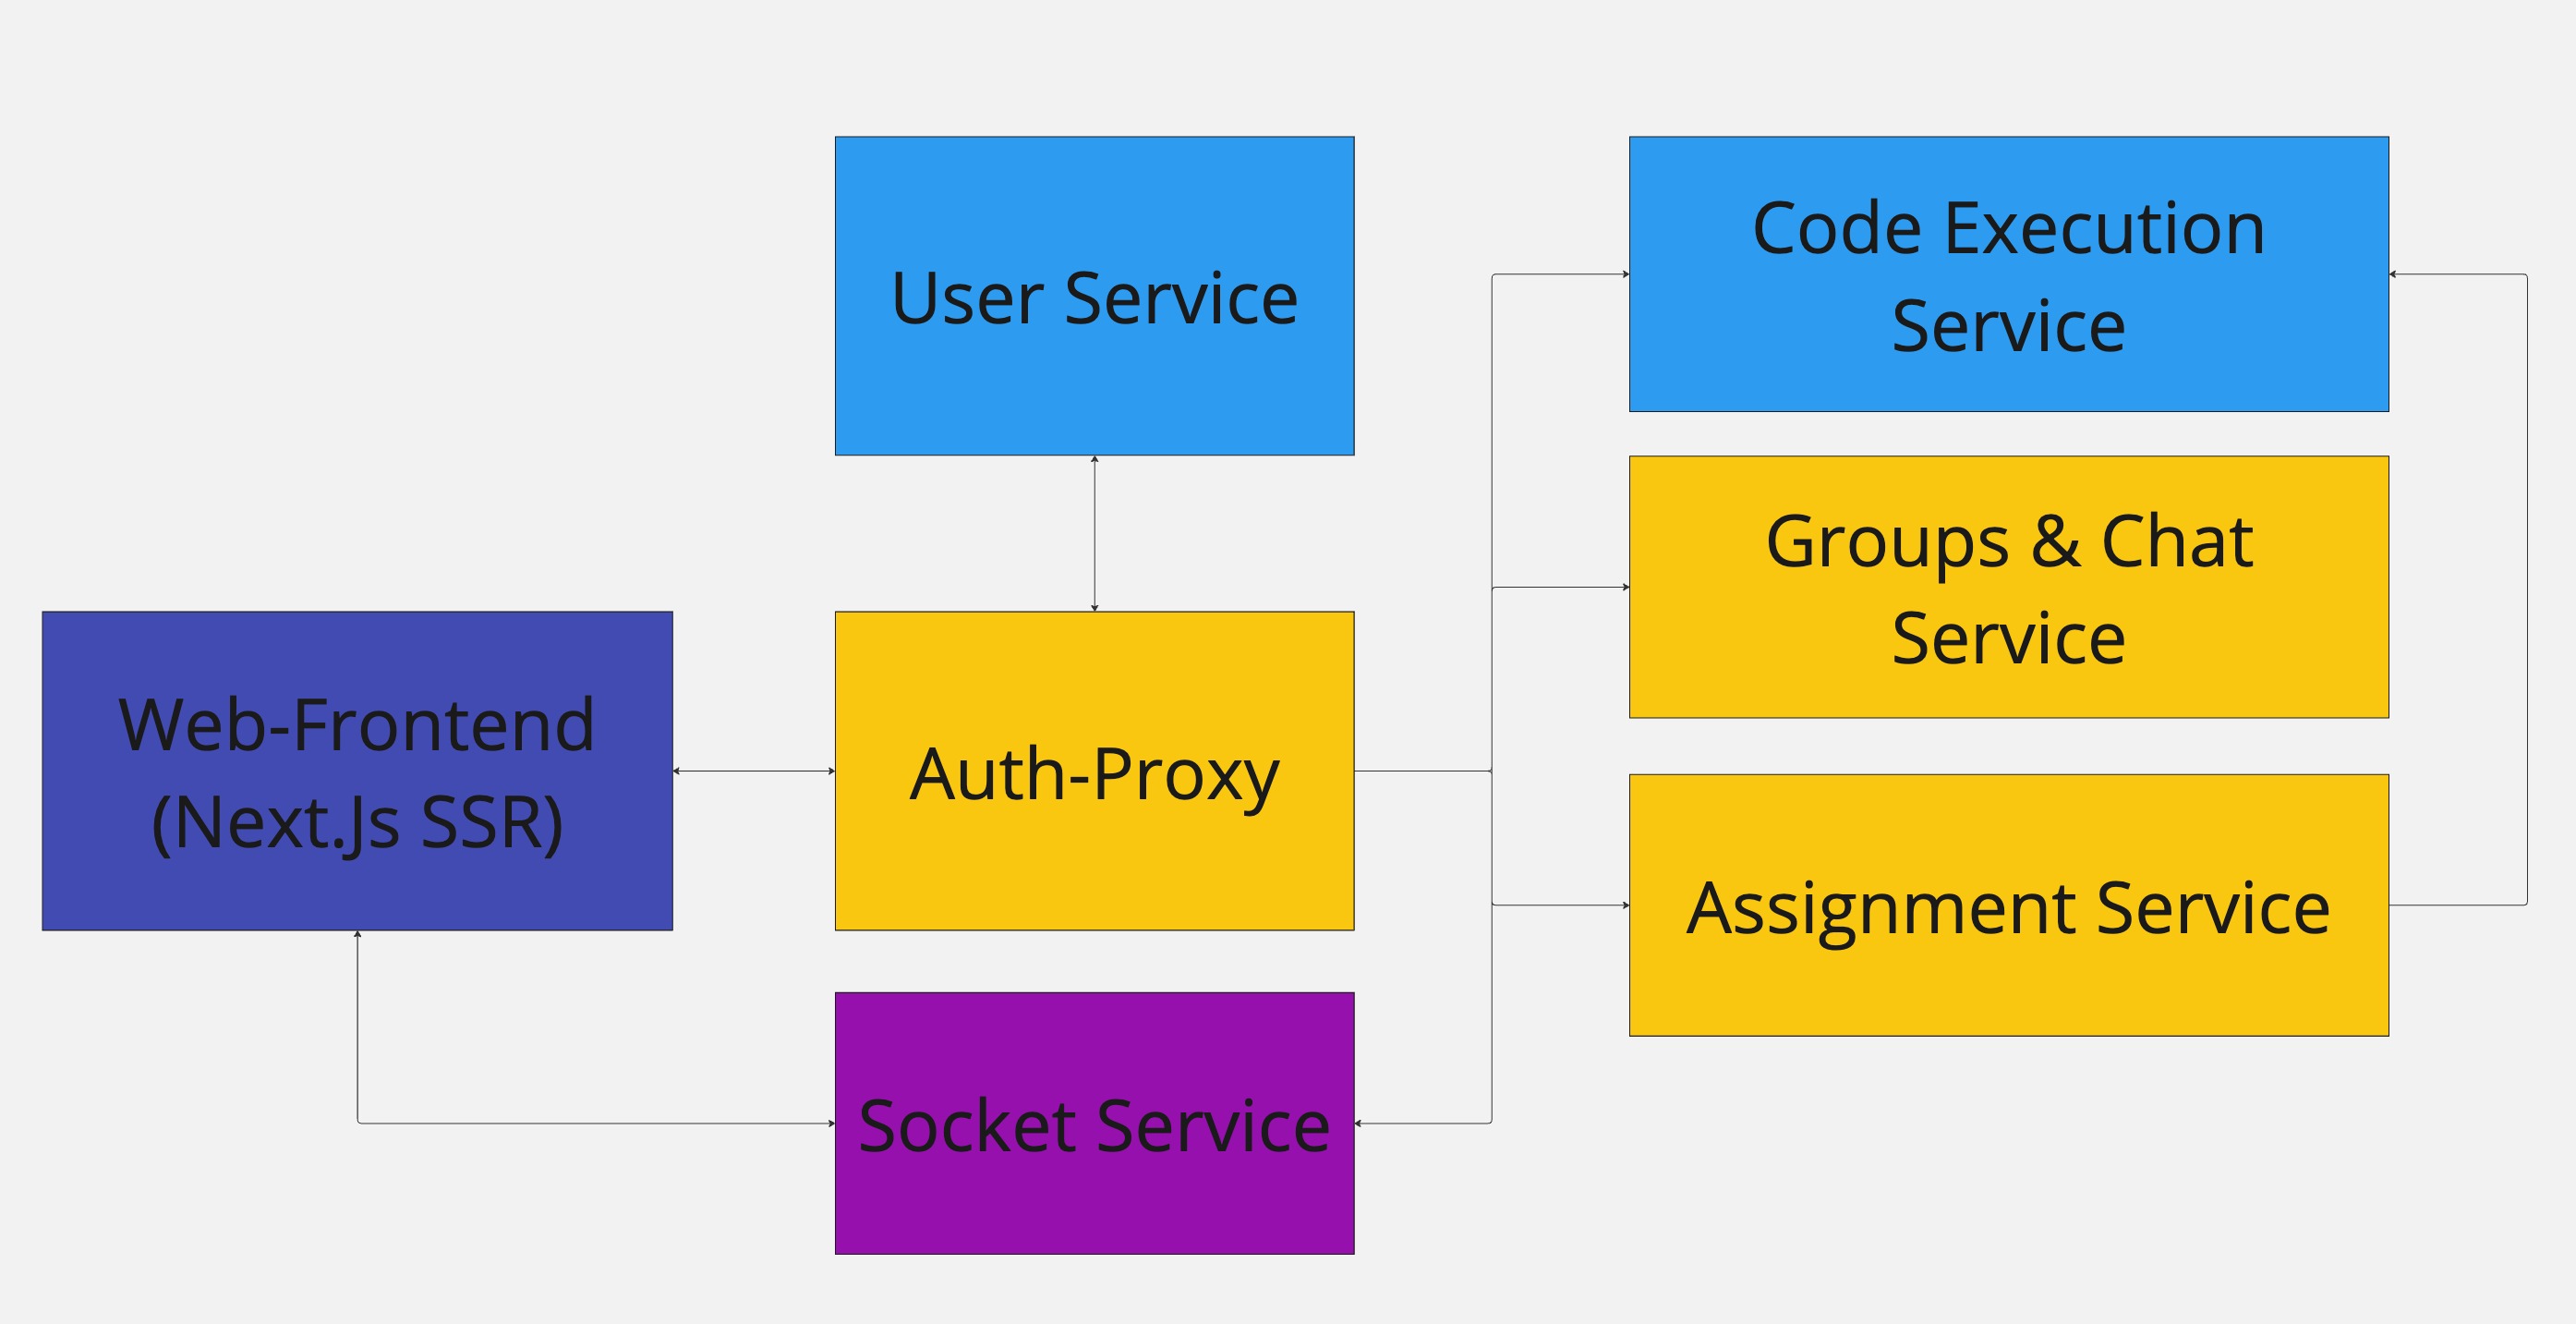 User Service
Code Execution
Service
Groups & Chat
Service
Web-Frontend
(Next.Js SSR)
Auth-Proxy
Assignment Service
Socket Service